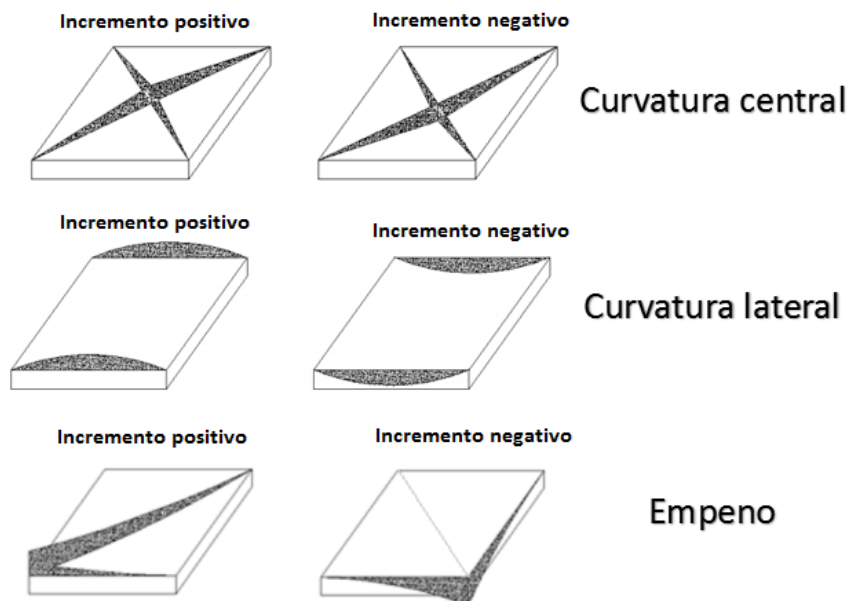 Incremento positivo
Incremento negativo
Curvatura central
Incremento positivo
Incremento negativo
Curvatura lateral
Incremento positivo
Incremento negativo
Empeno